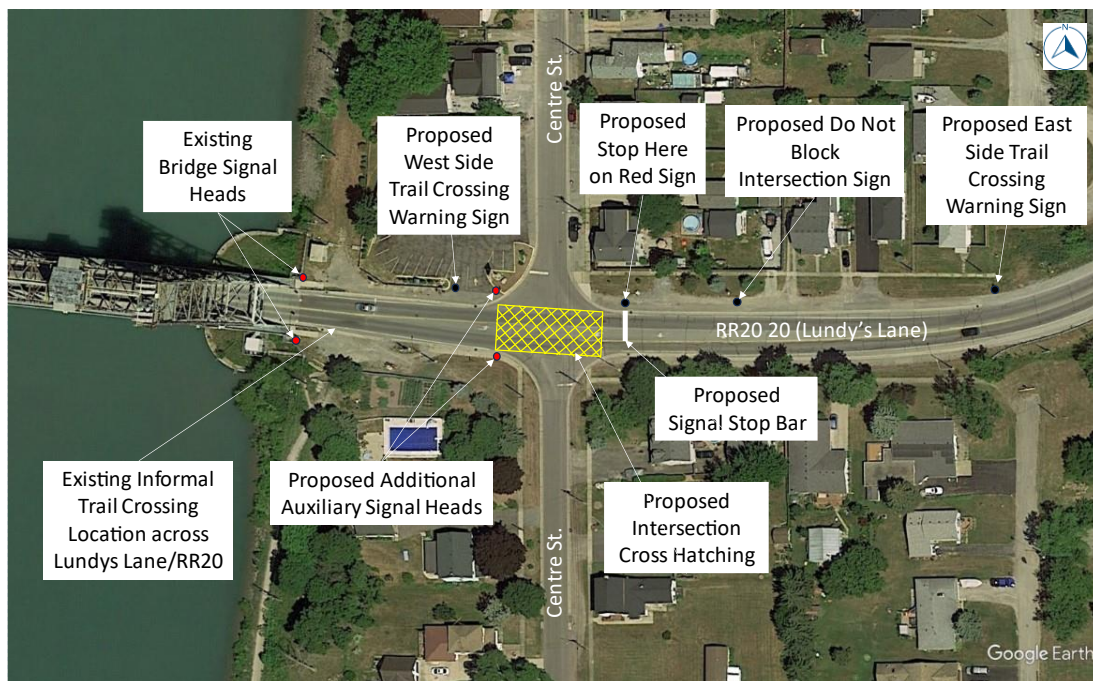 Centre St.
Existing
Bridge Signal
Heads
Proposed
West Side
Trail Crossing
Warning Sign
Proposed
Stop Here
on Red Sign
Proposed Do Not
Block
Intersection Sign
Proposed East
Side Trail
Crossing
Warning Sign
RR20 20 (Lundy's Lane)
Proposed
Signal Stop Bar
Existing Informal
Trail Crossing
Location across
Lundys Lane/RR20
Proposed Additional
Auxiliary Signal Heads
Proposed
Intersection
Cross Hatching
Centre St.
Google Earth